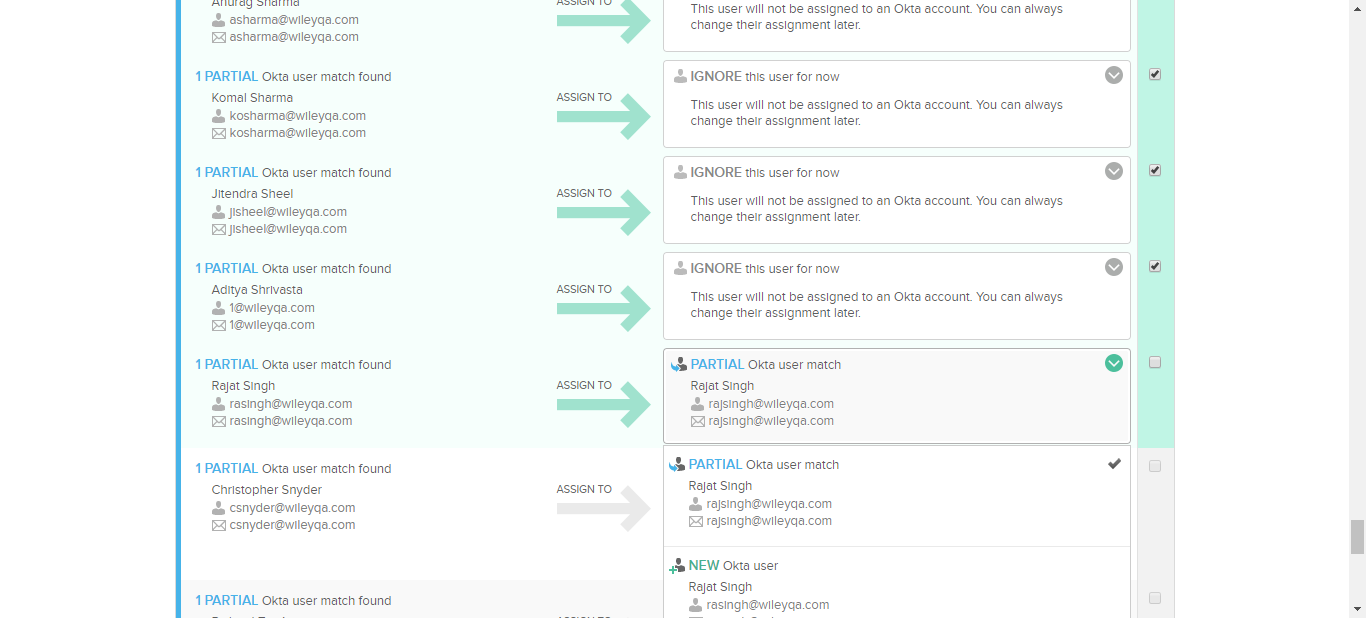 Anurag Sharma
asharma@wileyqa.com
asharma@wileyqa.com
ASSIGN TO
This user will not be assigned to an Okta account. You can always
change their assignment later.
1 PARTIAL Okta user match found
Komal Sharma
kosharma@wileyqa.com
kosharma@wileyqa.com
ASSIGN TO
IGNORE this user for now
This user will not be assigned to an Okta account. You can always
change their assignment later.
1 PARTIAL Okta user match found
Jitendra Sheel
jisheel@wileyqa.com
jisheel@wileyqa.com
ASSIGN TO
IGNORE this user for now
This user will not be assigned to an Okta account. You can always
change their assignment later.
1 PARTIAL Okta user match found
Aditya Shrivasta
1@wileyqa.com
1@wileyqa.com
ASSIGN TO
IGNORE this user for now
This user will not be assigned to an Okta account. You can always
change their assignment later.
1 PARTIAL Okta user match found
Rajat Singh
rasingh@wileyqa.com
rasingh@wileyqa.com
ASSIGN TO
PARTIAL Okta user match
Rajat Singh
rajsingh@wileyqa.com
rajsingh@wileyqa.com
1 PARTIAL Okta user match found
Christopher Snyder
csnyder@wileyqa.com
csnyder@wileyqa.com
ASSIGN TO
PARTIAL Okta user match
Rajat Singh
rajsingh@wileyqa.com
rajsingh@wileyqa.com
NEW Okta user
Rajat Singh
rasingh@wileyqa.com
1 PARTIAL Okta user match found